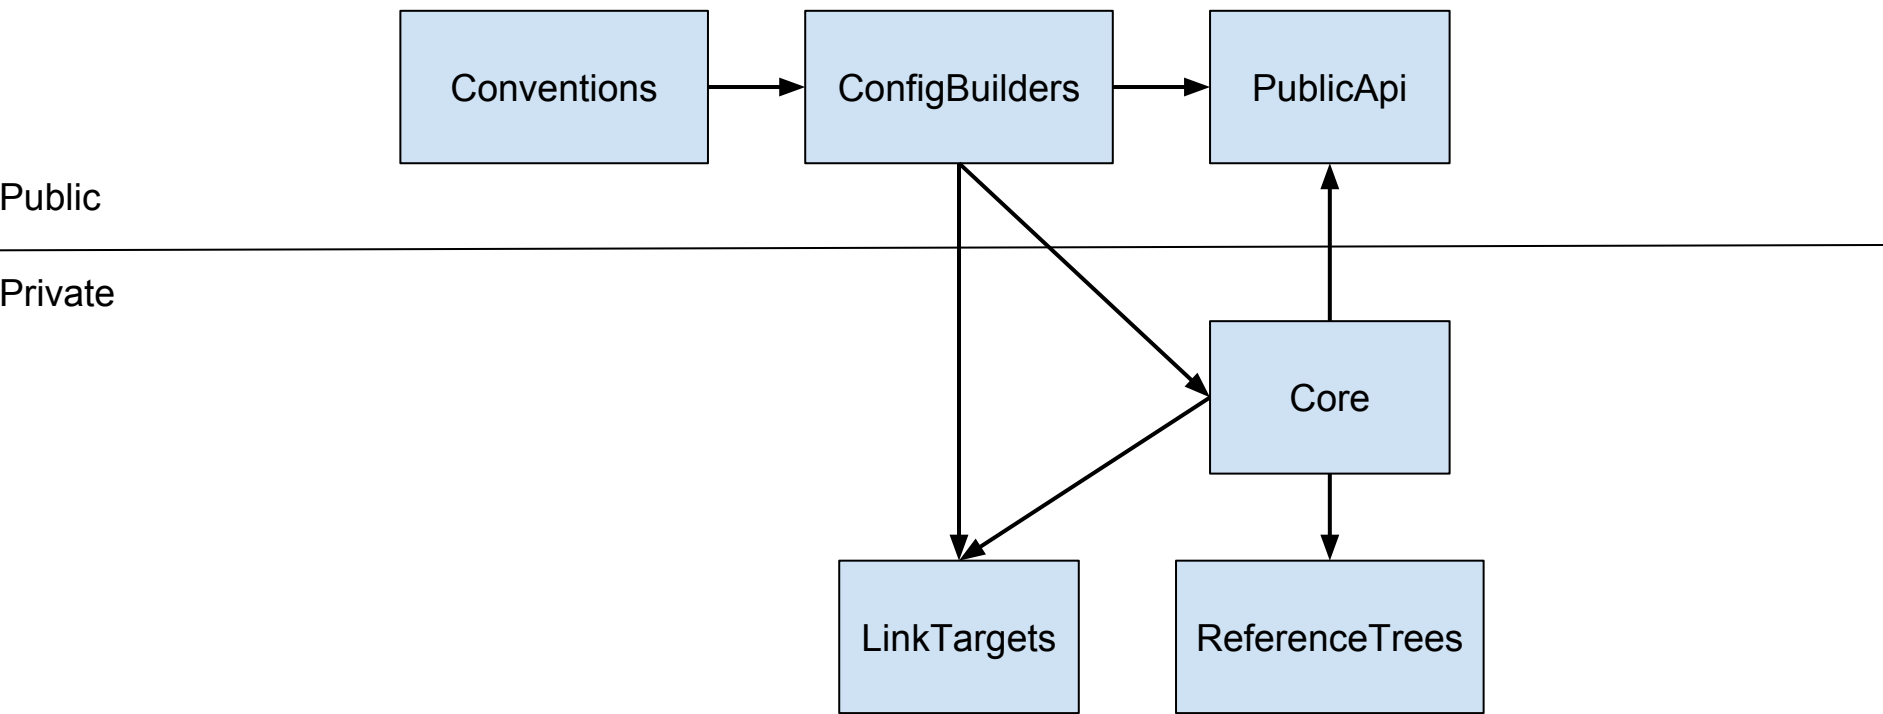 Conventions
ConfigBuilders
PublicApi
Public
Private
Core
LinkTargets
ReferenceTrees